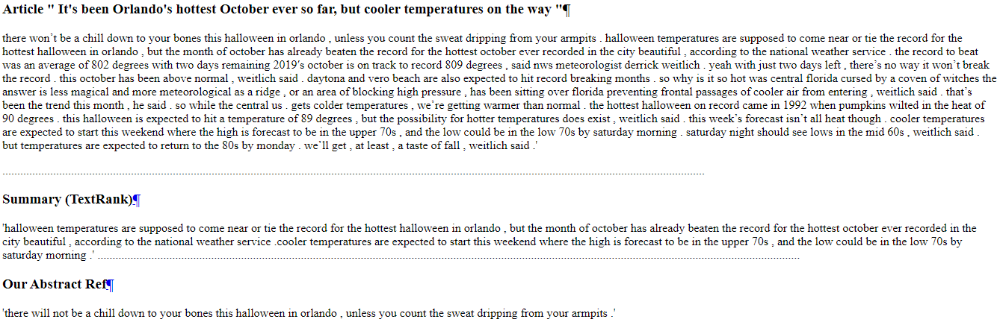 Article " It's been Orlando's hottest October ever so far, but cooler temperatures on the way "¶
there won't be a chill down to your bones this halloween in orlando , unless you count the sweat dripping from your armpits . halloween temperatures are supposed to come near or tie the record for the
hottest halloween in orlando , but the month of october has already beaten the record for the hottest october ever recorded in the city beautiful , according to the national weather service . the record to beat
was an average of 802 degrees with two days remaining 2019′s october is on track to record 809 degrees , said nws meteorologist derrick weitlich . yeah with just two days left , there's no way it won't break
the record . this october has been above normal , weitlich said . daytona and vero beach are also expected to hit record breaking months . so why is it so hot was central florida cursed by a coven of witches the
answer is less magical and more meteorological as a ridge , or an area of blocking high pressure , has been sitting over florida preventing frontal passages of cooler air from entering , weitlich said . that's
been the trend this month , he said . so while the central us . gets colder temperatures , we're getting warmer than normal . the hottest halloween on record came in 1992 when pumpkins wilted in the heat of
90 degrees . this halloween is expected to hit a temperature of 89 degrees , but the possibility for hotter temperatures does exist , weitlich said . this week's forecast isn't all heat though . cooler temperatures
are expected to start this weekend where the high is forecast to be in the upper 70s , and the low could be in the low 70s by saturday morning . saturday night should see lows in the mid 60s , weitlich said .
but temperatures are expected to return to the 80s by monday . we'll get , at least , a taste of fall , weitlich said .'
Summary (TextRank)¶
'halloween temperatures are supposed to come near or tie the record for the hottest halloween in orlando , but the month of october has already beaten the record for the hottest october ever recorded in the
city beautiful , according to the national weather service .cooler temperatures are expected to start this weekend where the high is forecast to be in the upper 70s , and the low could be in the low 70s by
saturday morning .'
Our Abstract Ref¶
'there will not be a chill down to your bones this halloween in orlando , unless you count the sweat dripping from your armpits .'